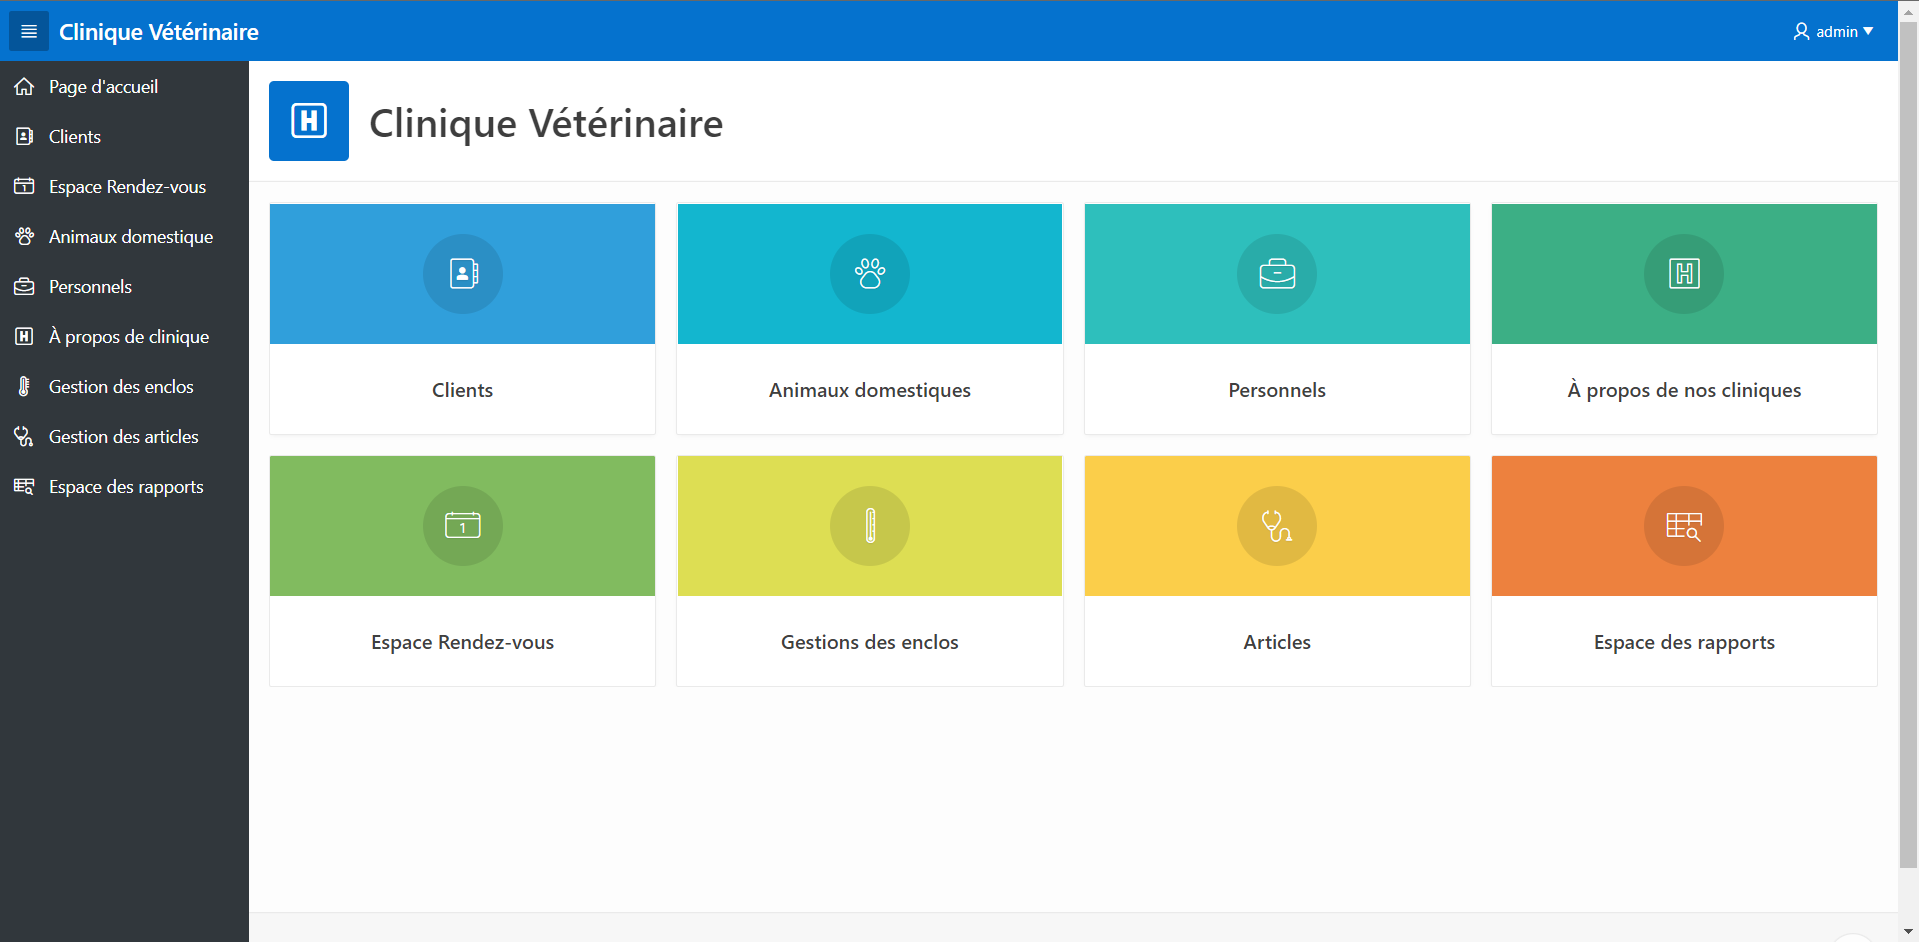 Clinique Vétérinaire
admin
Page d'accueil
Clients
Espace Rendez-vous
Animaux domestique
Personnels
À propos de clinique
Gestion des enclos
Gestion des articles
Espace des rapports
H
Clinique Vétérinaire
Clients
Animaux domestiques
Personnels
À propos de nos cliniques
Espace Rendez-vous
Gestions des enclos
Articles
Espace des rapports